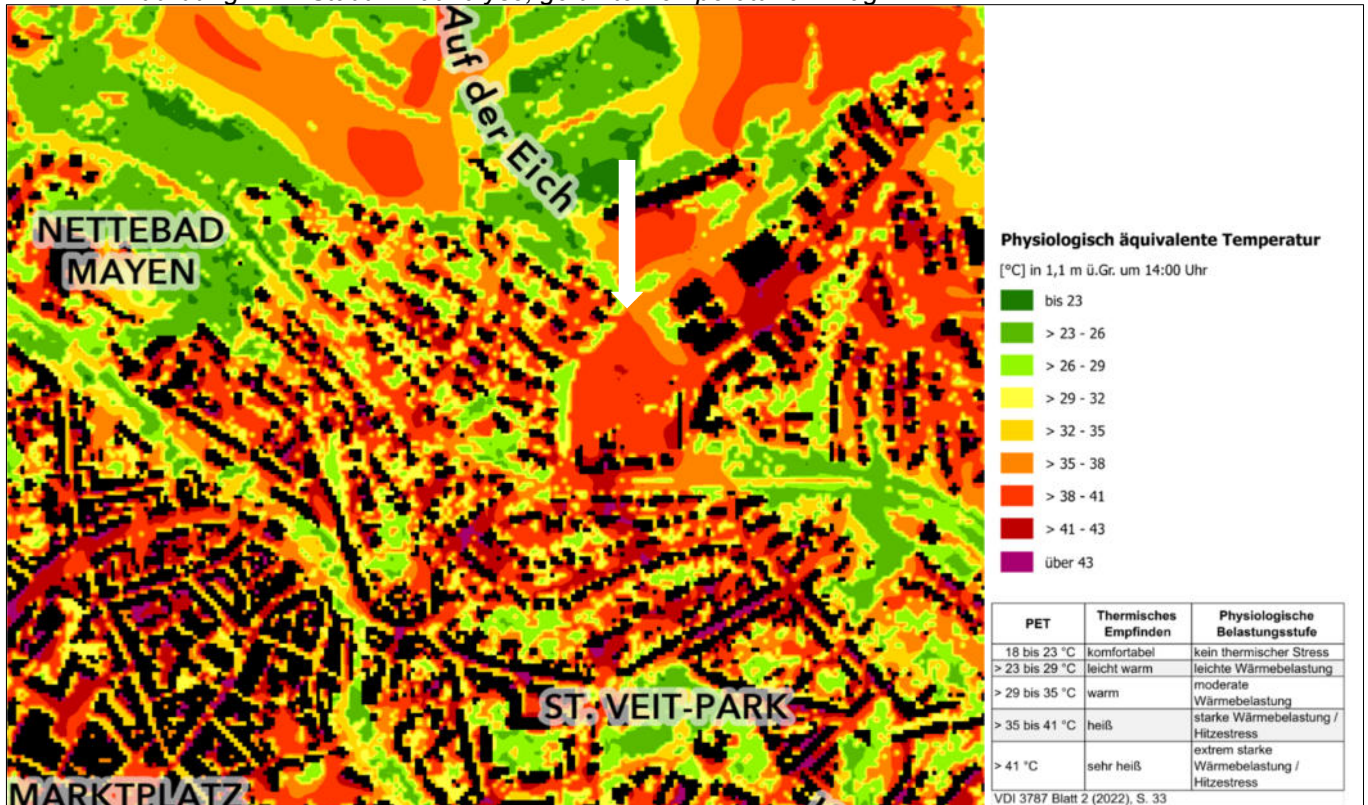 Auf der Eich
NETTEBAD
MAYEN
ST. VEIT-PARK
MARKTPLATZ
Physiologisch äquivalente Temperatur
[°C] in 1,1 m ü.Gr. um 14:00 Uhr
bis 23
> 23 - 26
> 26 - 29
> 29 - 32
> 32 - 35
> 35 - 38
> 38 - 41
> 41 - 43
über 43
PET Thermisches Empfinden Physiologische Belastungsstufe
18 bis 23 °C komfortabel kein thermischer Stress
> 23 bis 29 °C leicht warm leichte Wärmebelastung
> 29 bis 35 °C warm moderate Wärmebelastung
> 35 bis 41 °C heiß starke Wärmebelastung / Hitzestress
> 41 °C sehr heiß extrem starke Wärmebelastung / Hitzestress
VDI 3787 Blatt 2 (2022), S. 33